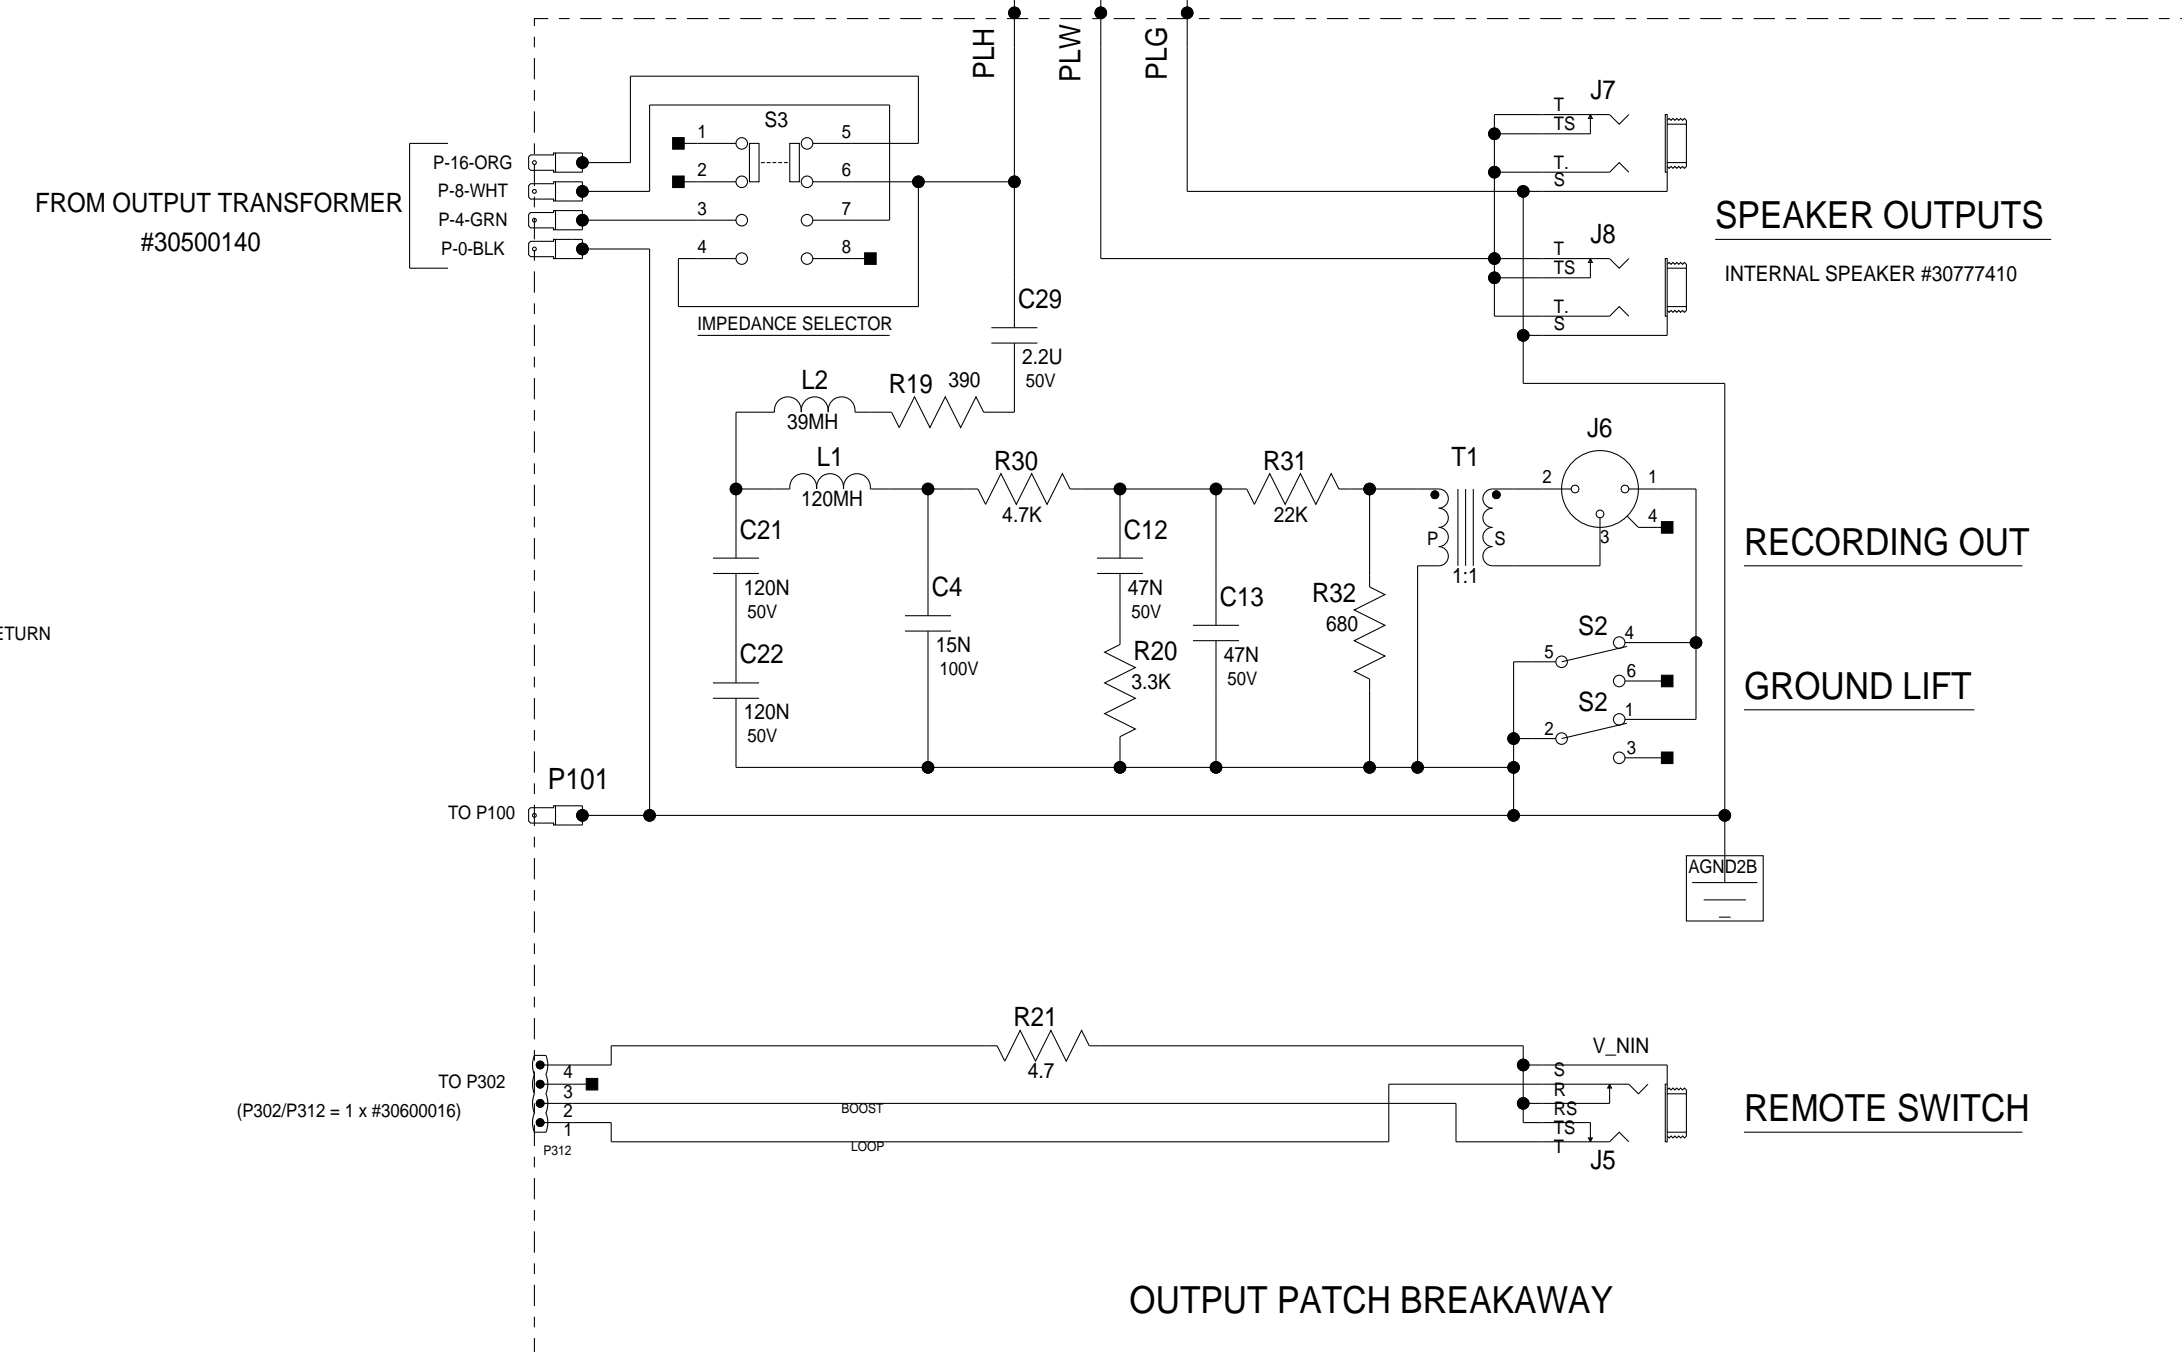 PLH
PLW
PLG
FROM OUTPUT TRANSFORMER
#30500140
P-16-ORG
P-8-WHT
P-4-GRN
P-0-BLK
S3
1
2
3
4
5
6
7
8
IMPEDANCE SELECTOR
J7
T
TS
T.
S
J8
T
TS
T.
S
SPEAKER OUTPUTS
INTERNAL SPEAKER #30777410
C29
2.2U
50V
L2
39MH
R19
390
L1
120MH
R30
4.7K
R31
22K
T1
P
S
1:1
J6
2
1
4
3
RECORDING OUT
C21
120N
50V
C22
120N
50V
C4
15N
100V
C12
47N
50V
R20
3.3K
C13
47N
50V
R32
680
S2
4
5
6
S2
1
2
3
GROUND LIFT
ETURN
P101
TO P100
AGND2B
R21
4.7
TO P302
(P302/P312 = 1 x #30600016)
4
3
2
1
P312
BOOST
LOOP
V_NIN
S
R
RS
TS
T
J5
REMOTE SWITCH
OUTPUT PATCH BREAKAWAY